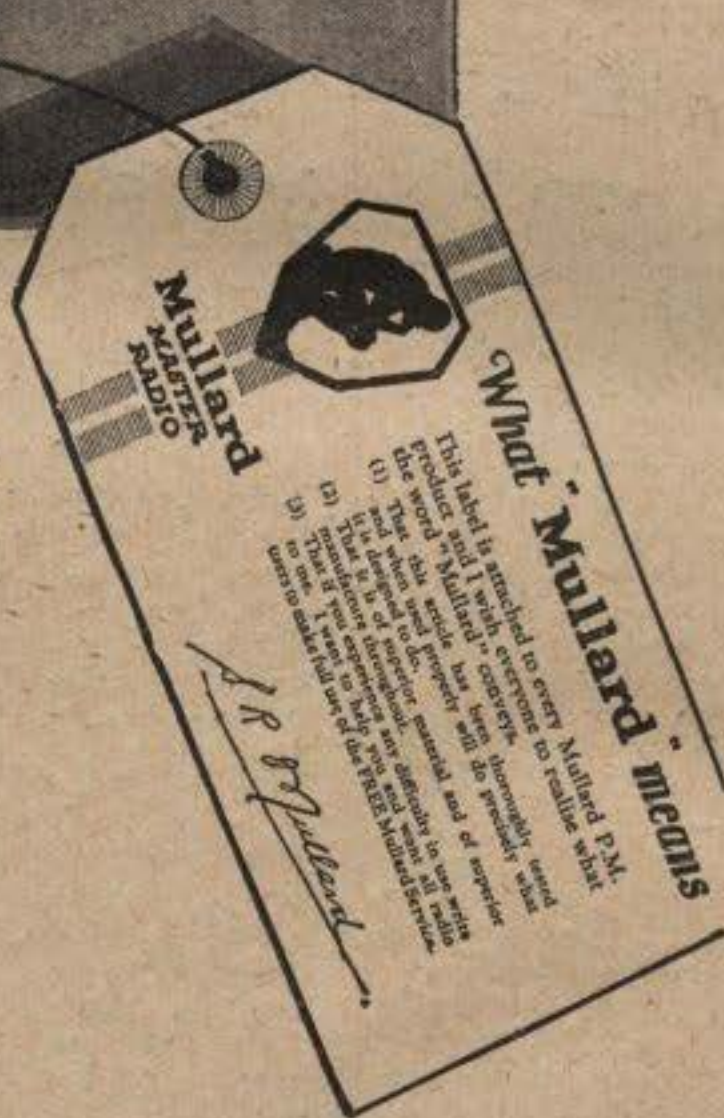 Mullard
MASTER
RADIO
What "Mullard" means
This label is attached to every Mullard P.M.
product and I wish everyone to realise what
the word "Mullard" conveys.
(1) That this article has been thoroughly tested
and when used properly will do precisely what
it is designed to do.
(2) That it is of superior material and of superior
manufacture throughout.
(3) That if you experience any difficulty in use write
to me. I want to help you and want all radio
users to make full use of the FREE Mullard Service.
S R Mullard